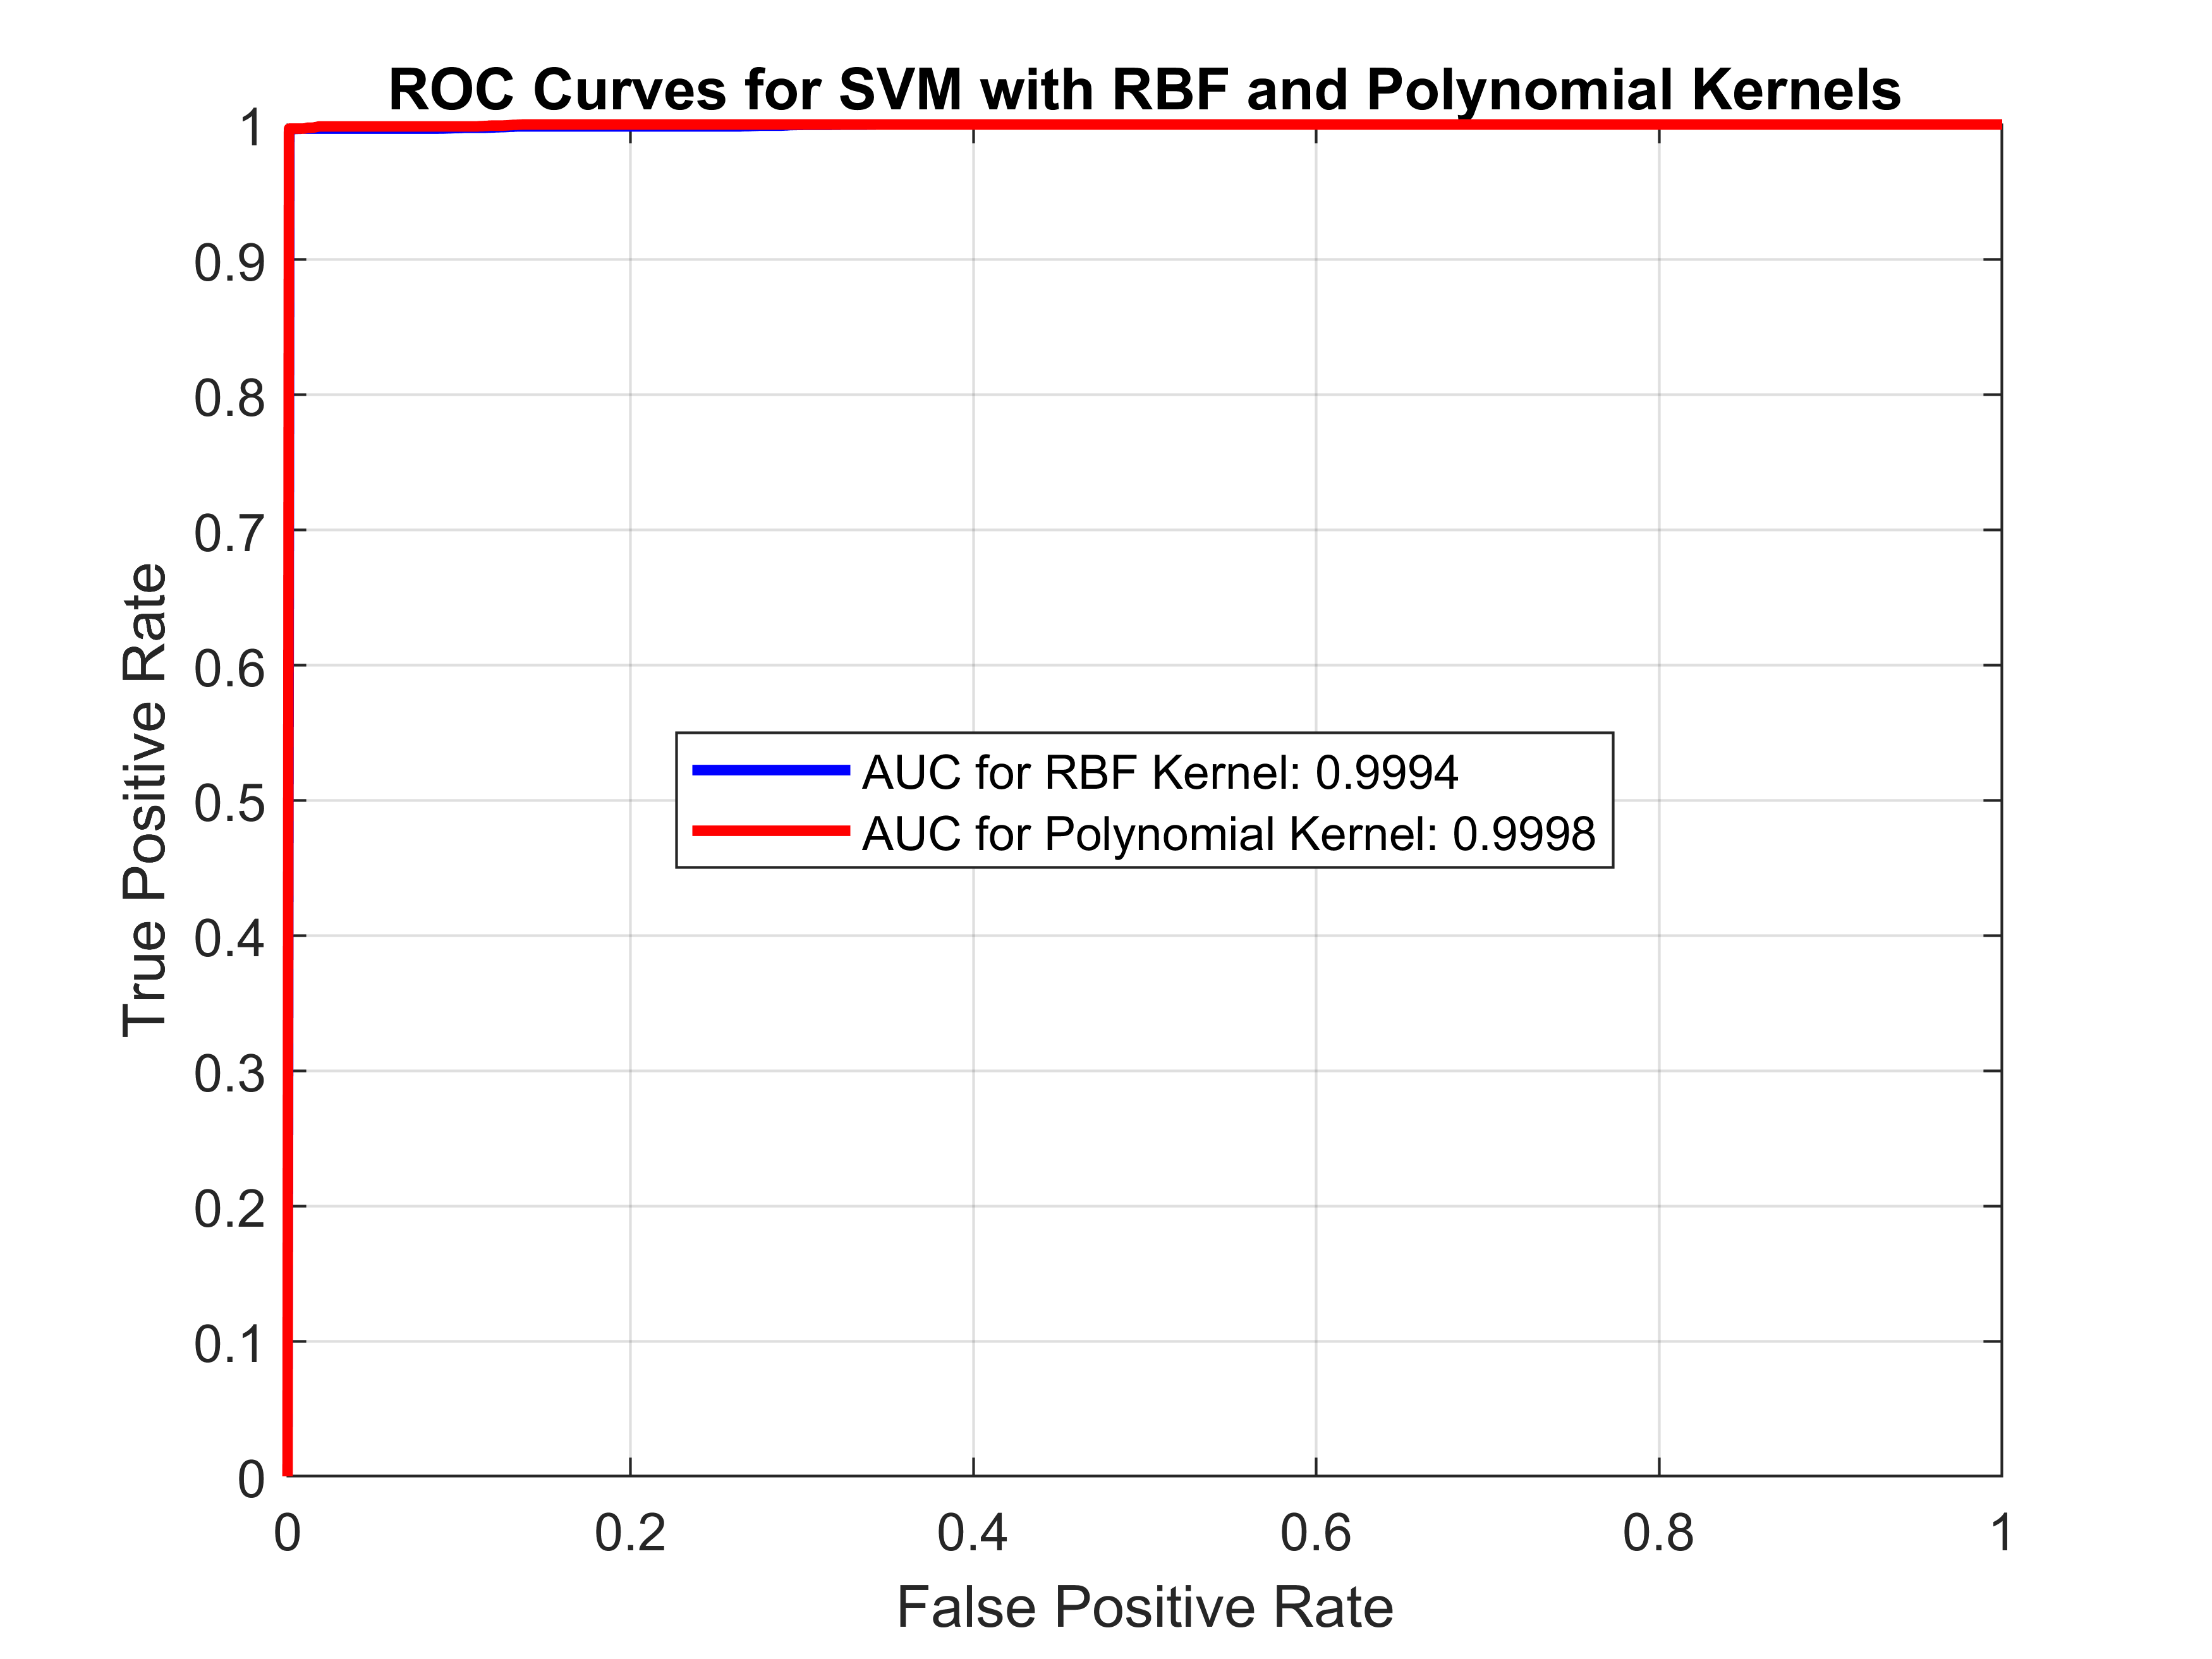 ROC Curves for SVM with RBF and Polynomial Kernels
1
0.9
0.8
0.7
0.6
0.5
0.4
0.3
0.2
0.1
0
True Positive Rate
AUC for RBF Kernel: 0.9994
AUC for Polynomial Kernel: 0.9998
0 0.2 0.4 0.6 0.8 1
False Positive Rate